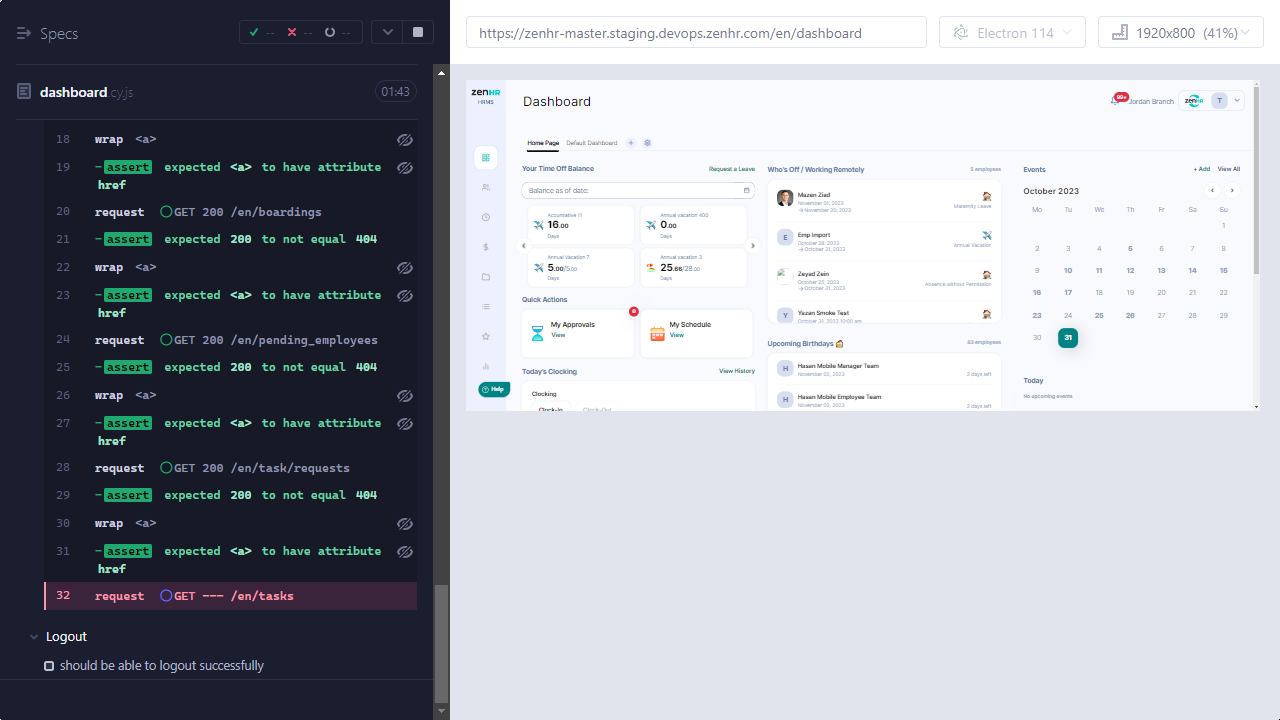 Specs
-- -- --
https://zenhr-master.staging.devops.zenhr.com/en/dashboard
Electron 114
1920x800 (41%)
dashboard.cy.js
01:43
18 wrap <a>
19 -assert expected <a> to have attribute
href
20 request GET 200 /en/boardings
21 -assert expected 200 to not equal 404
22 wrap <a>
23 -assert expected <a> to have attribute
href
24 request GET 200 /en/pending_employees
25 -assert expected 200 to not equal 404
26 wrap <a>
27 -assert expected <a> to have attribute
href
28 request GET 200 /en/task/requests
29 -assert expected 200 to not equal 404
30 wrap <a>
31 -assert expected <a> to have attribute
href
32 request GET --- /en/tasks
Logout
should be able to logout successfully
zenHR
HRMS
Dashboard
99+
Jordan Branch
zenHR
T
Home Page Default Dashboard +
Your Time Off Balance Request a Leave
Balance as of date:
Accumulative 11
16.00
Days
Annual vacation 400
0.00
Days
Annual Vacation 7
5.00/5.00
Days
Annual vacation 3
25.66/28.00
Days
Quick Actions
My Approvals
View
My Schedule
View
Today's Clocking View History
Clocking
Clock-In Clock-Out
Help
Who's Off / Working Remotely 5 employees
Mazen Ziad
November 01, 2023
November 30, 2023
Maternity Leave
E
Emp Import
October 29, 2023
October 31, 2023
Annual Vacation
Zeyad Zein
October 25, 2023
October 31, 2023
Absence without Permission
Y
Yazan Smoke Test
October 31, 2023 10:00 am
Upcoming Birthdays 83 employees
H
Hasan Mobile Manager Team
November 02, 2023
2 days left
H
Hasan Mobile Employee Team
November 02, 2023
2 days left
Events + Add View All
October 2023
Mo Tu We Th Fr Sa Su
1
2 3 4 5 6 7 8
9 10 11 12 13 14 15
16 17 18 19 20 21 22
23 24 25 26 27 28 29
30 31
Today
No upcoming events